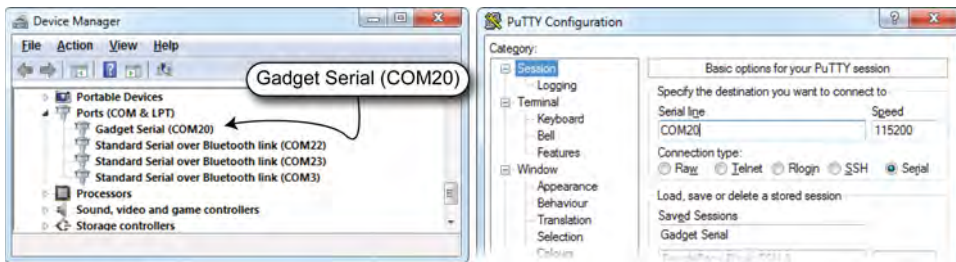 Device Manager
File Action View Help
Portable Devices
Ports (COM & LPT)
Gadget Serial (COM20)
Standard Serial over Bluetooth link (COM22)
Standard Serial over Bluetooth link (COM23)
Standard Serial over Bluetooth link (COM3)
Processors
Sound, video and game controllers
Storage controllers
Gadget Serial (COM20)
PuTTY Configuration
Category:
Session
Logging
Terminal
Keyboard
Bell
Features
Window
Appearance
Behaviour
Translation
Selection
Colours
Basic options for your PuTTY session
Specify the destination you want to connect to
Serial line Speed
COM20 115200
Connection type:
Raw Telnet Rlogin SSH Serial
Load, save or delete a stored session
Saved Sessions
Gadget Serial